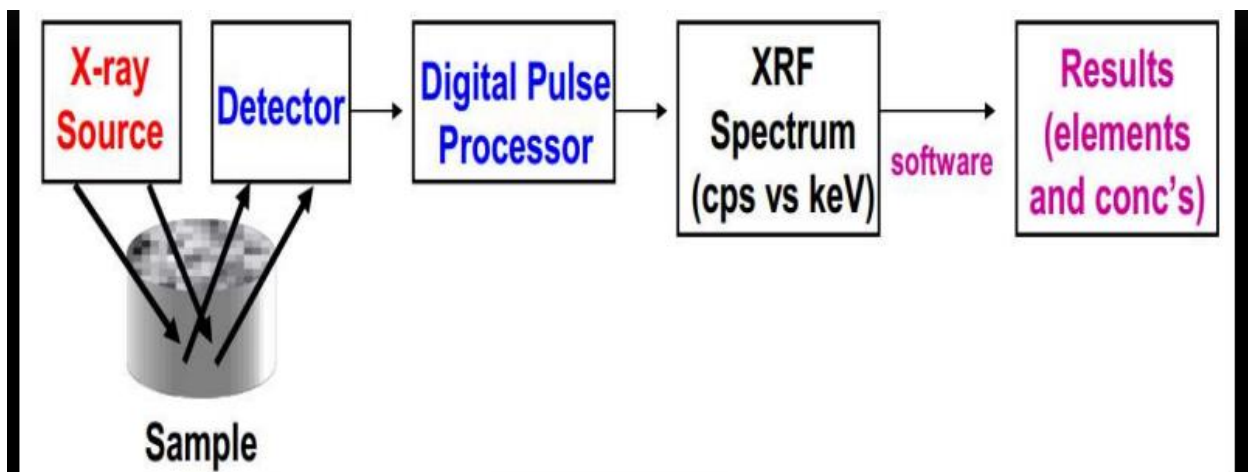 X-ray
Source
Detector
Digital Pulse
Processor
XRF
Spectrum
(cps vs keV)
software
Results
(elements
and conc's)
Sample